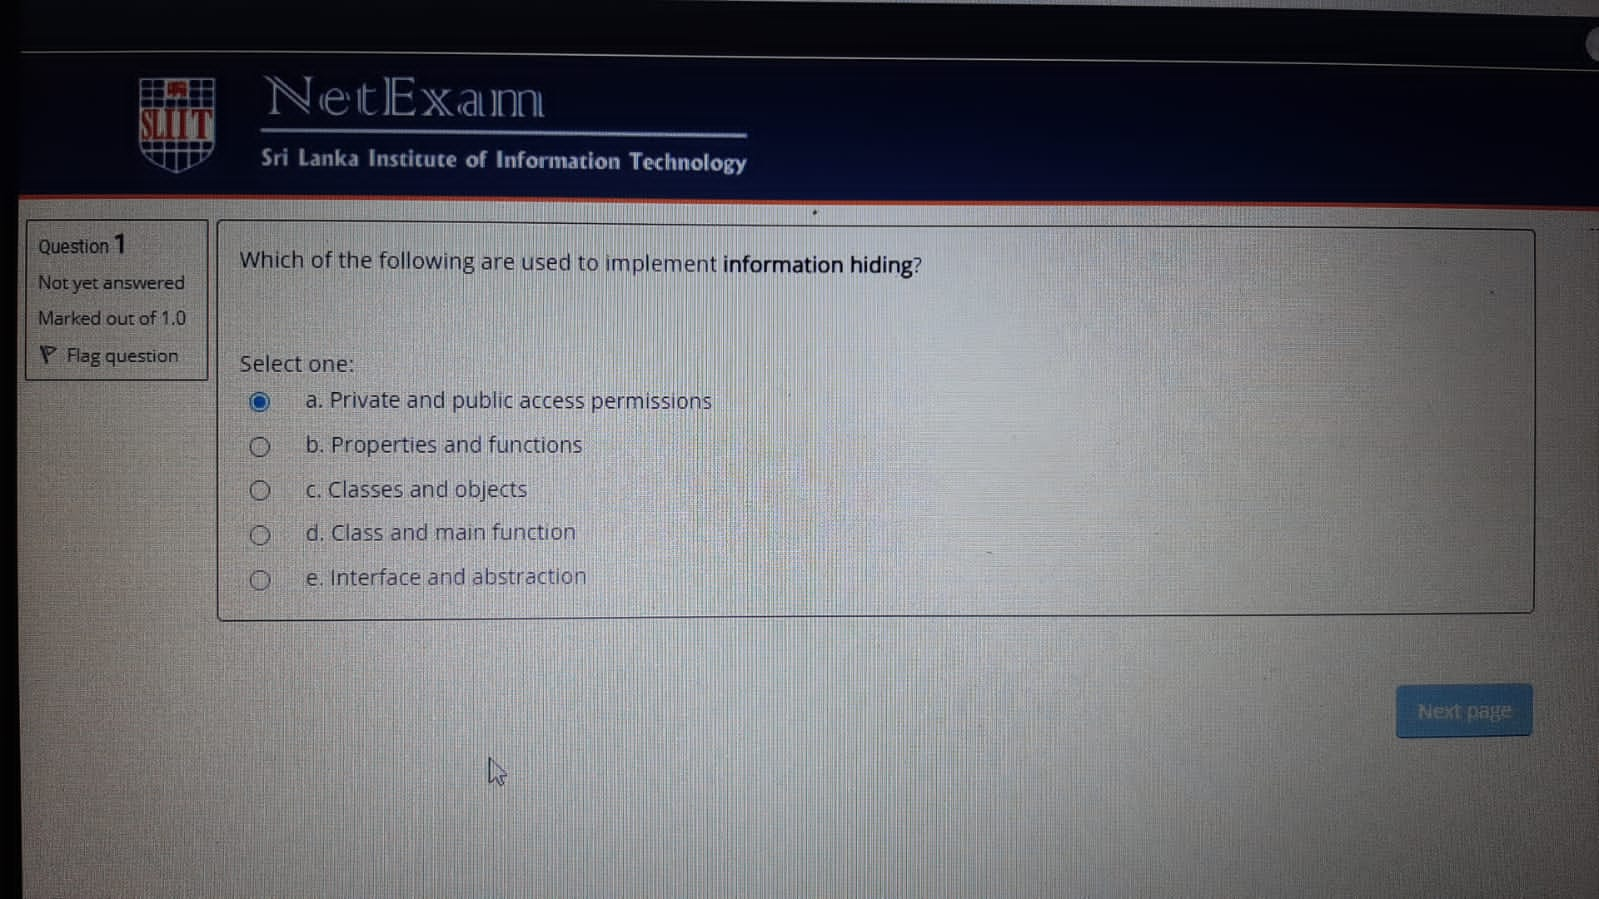 SLIIT
NetExam
Sri Lanka Institute of Information Technology
Question 1
Not yet answered
Marked out of 1.0
Flag question
Which of the following are used to implement information hiding?
Select one:
a. Private and public access permissions
b. Properties and functions
c. Classes and objects
d. Class and main function
e. Interface and abstraction
Next page